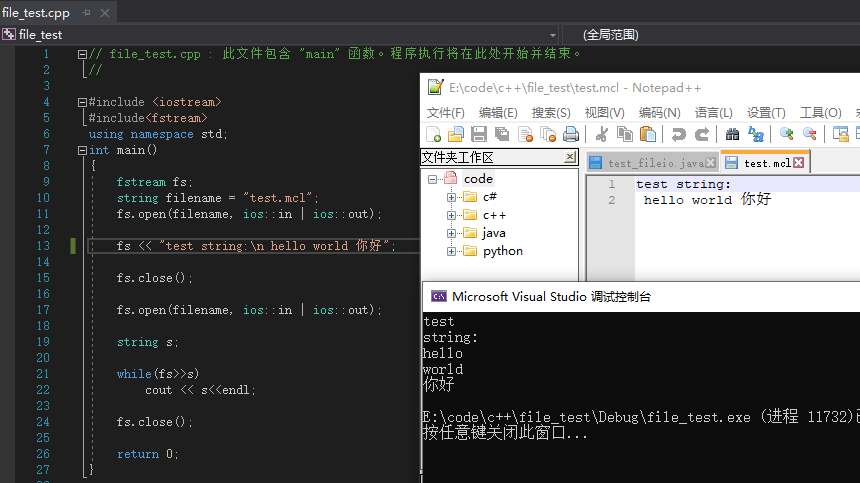 file_test.cpp
file_test
(全局范围)
1 // file_test.cpp : 此文件包含 "main" 函数。程序执行将在此处开始并结束。
2 //
3
4 #include <iostream>
5 #include<fstream>
6 using namespace std;
7 int main()
8 {
9 fstream fs;
10 string filename = "test.mcl";
11 fs.open(filename, ios::in | ios::out);
12
13 fs << "test string:\n hello world 你好";
14
15 fs.close();
16
17 fs.open(filename, ios::in | ios::out);
18
19 string s;
20
21 while(fs>>s)
22 cout << s<<endl;
23
24 fs.close();
25
26 return 0;
27 }
E:\code\c++\file_test\test.mcl - Notepad++
文件(F) 编辑(E) 搜索(S) 视图(V) 编码(N) 语言(L) 设置(T) 工具(O)
文件夹工作区
code
c#
c++
java
python
test_fileio.java
test.mcl
1 test string:
2 hello world 你好
Microsoft Visual Studio 调试控制台
test
string:
hello
world
你好
E:\code\c++\file_test\Debug\file_test.exe (进程 11732)
按任意键关闭此窗口...